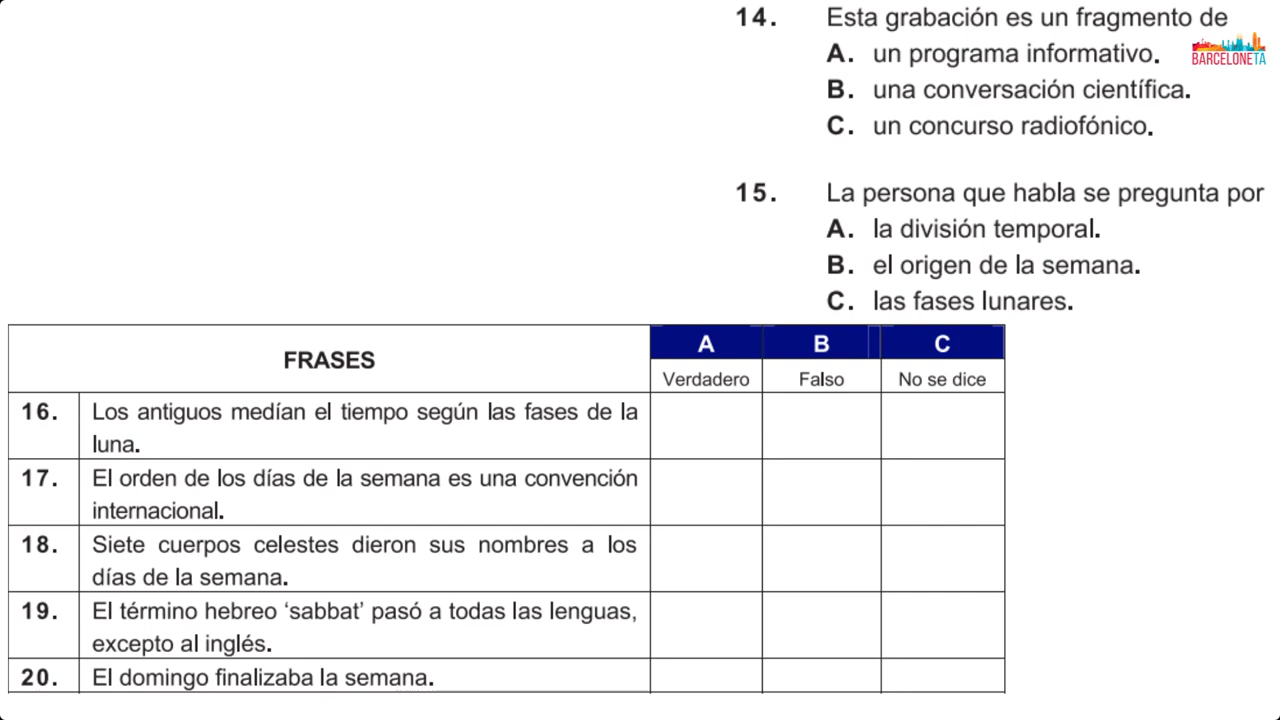 14. Esta grabación es un fragmento de
A. un programa informativo.
B. una conversación científica.
C. un concurso radiofónico.
BARCELONETA
15. La persona que habla se pregunta por
A. la división temporal.
B. el origen de la semana.
C. las fases lunares.
FRASES
A B C
Verdadero Falso No se dice
16. Los antiguos medían el tiempo según las fases de la
luna.
17. El orden de los días de la semana es una convención
internacional.
18. Siete cuerpos celestes dieron sus nombres a los
días de la semana.
19. El término hebreo ‘sabbat’ pasó a todas las lenguas,
excepto al inglés.
20. El domingo finalizaba la semana.